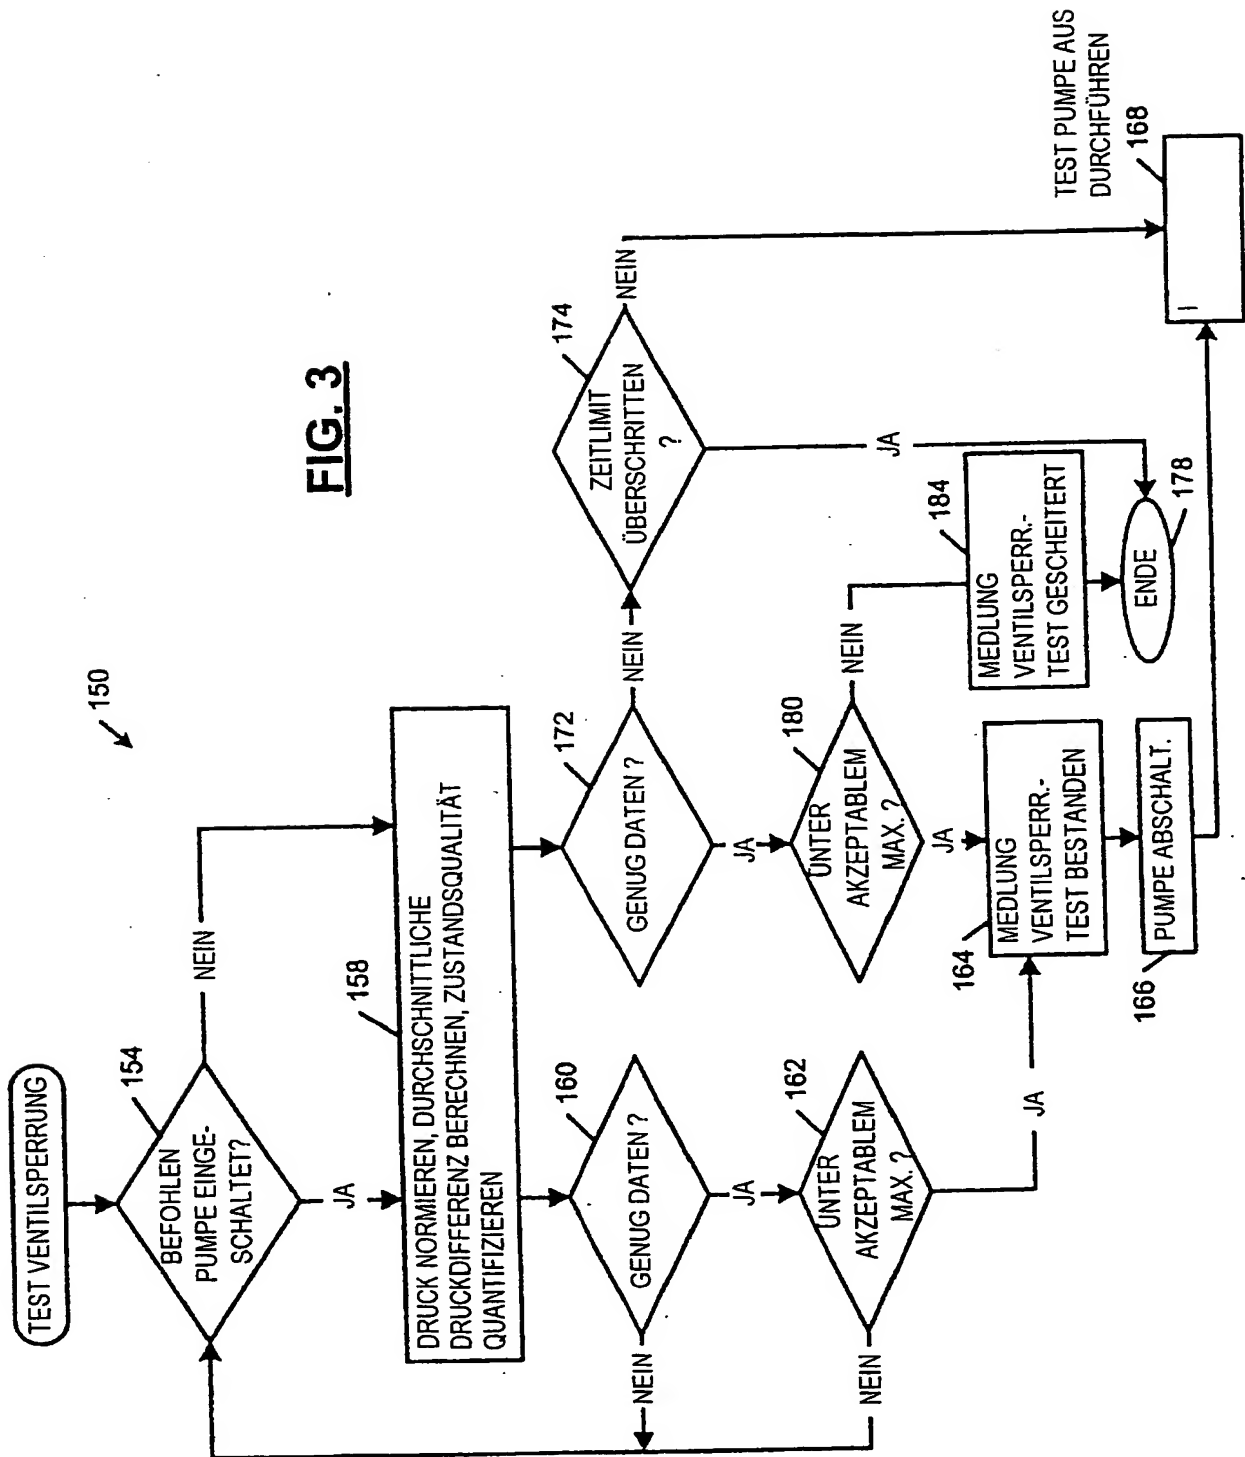 FIG. 3
150
TEST VENTILSPERRUNG
154
BEFOHLEN
PUMPE EINGE-
SCHALTET?
NEIN
JA
158
DRUCK NORMIEREN, DURCHSCHNITTLICHE
DRUCKDIFFERENZ BERECHNEN, ZUSTANDSQUALITÄT
QUANTIFIZIEREN
160
GENUG DATEN ?
NEIN
JA
162
ÜNTER
AKZEPTABLEM
MAX. ?
NEIN
JA
172
GENUG DATEN ?
NEIN
JA
174
ZEITLIMIT
ÜBERSCHRITTEN
?
NEIN
JA
180
ÜNTER
AKZEPTABLEM
MAX. ?
NEIN
JA
184
MEDLUNG
VENTILSPERR.-
TEST GESCHEITERT
ENDE
178
164
MEDLUNG
VENTILSPERR.-
TEST BESTANDEN
166
PUMPE ABSCHALT.
TEST PUMPE AUS
DURCHFÜHREN
168